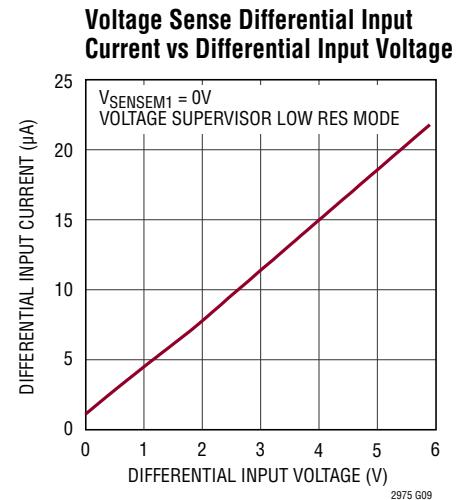 Voltage Sense Differential Input
Current vs Differential Input Voltage
25
VSENSEM1 = 0V
VOLTAGE SUPERVISOR LOW RES MODE
20
15
10
5
0
DIFFERENTIAL INPUT CURRENT (µA)
0 1 2 3 4 5 6
DIFFERENTIAL INPUT VOLTAGE (V)
2975 G09